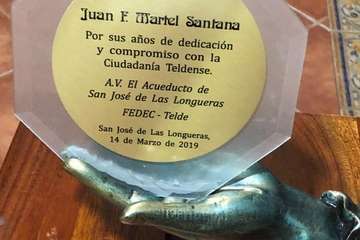 Juan F. Martel Santana
Por sus años de dedicación
y compromiso con la
Ciudadanía Teldense.
A.V. El Acueducto de
San José de Las Longueras
FEDEC - Telde
San José de Las Longueras,
14 de Marzo de 2019